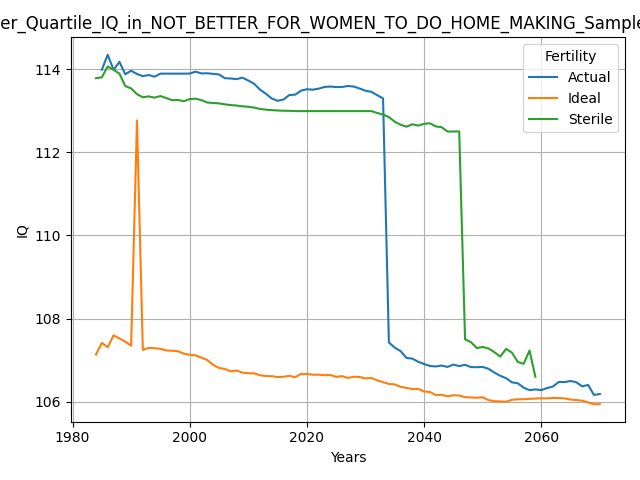 er_Quartile_IQ_in_NOT_BETTER_FOR_WOMEN_TO_DO_HOME_MAKING_Sample
Fertility
Actual
Ideal
Sterile
114
112
110
108
106
IQ
1980
2000
2020
2040
2060
Years